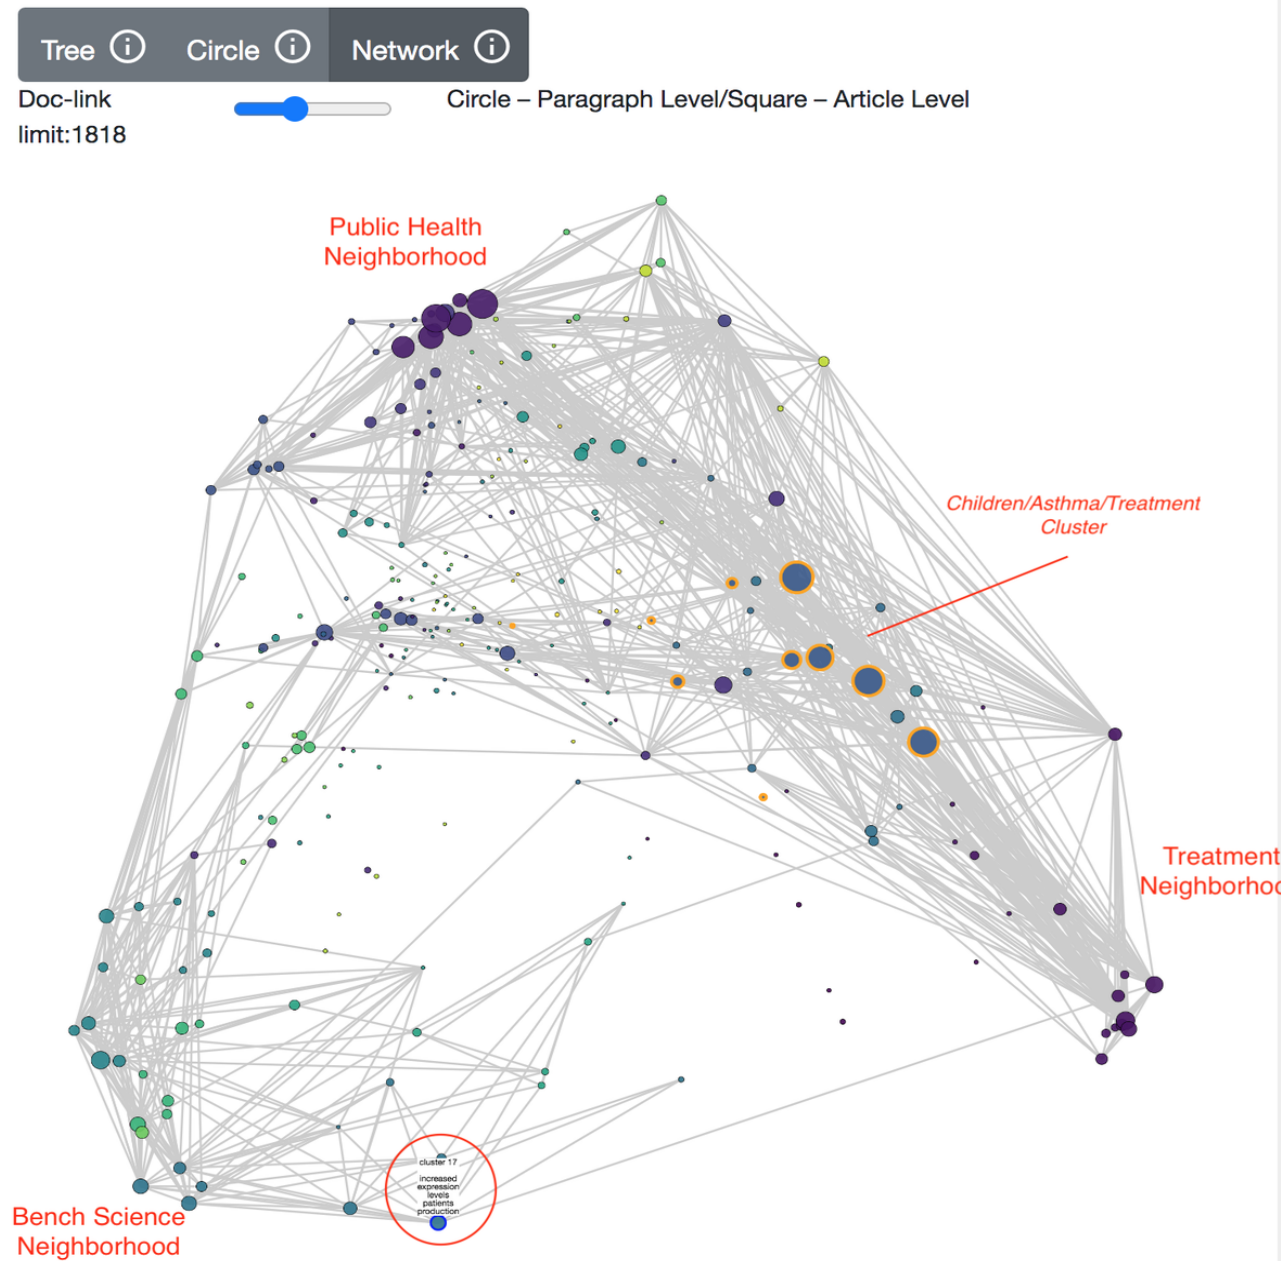 Tree ⓘ Circle ⓘ Network ⓘ
Doc-link
limit:1818
Circle – Paragraph Level/Square – Article Level
Public Health
Neighborhood
Children/Asthma/Treatment
Cluster
Treatment
Neighborhoo
cluster 17
increased
expression
levels
patients
production
Bench Science
Neighborhood